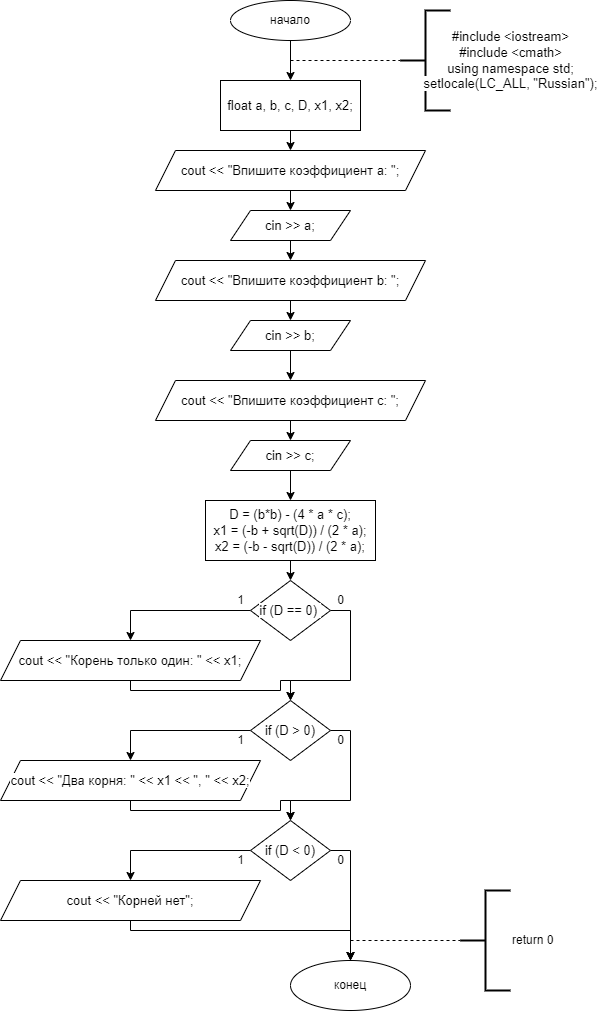 начало
#include <iostream>
#include <cmath>
using namespace std;
setlocale(LC_ALL, "Russian");
float a, b, c, D, x1, x2;
cout << "Впишите коэффициент a: ";
cin >> a;
cout << "Впишите коэффициент b: ";
cin >> b;
cout << "Впишите коэффициент c: ";
cin >> c;
D = (b*b) - (4 * a * c);
x1 = (-b + sqrt(D)) / (2 * a);
x2 = (-b - sqrt(D)) / (2 * a);
1
if (D == 0)
0
cout << "Корень только один: " << x1;
if (D > 0)
1
0
cout << "Два корня: " << x1 << ", " << x2;
if (D < 0)
1
0
cout << "Корней нет";
return 0
конец